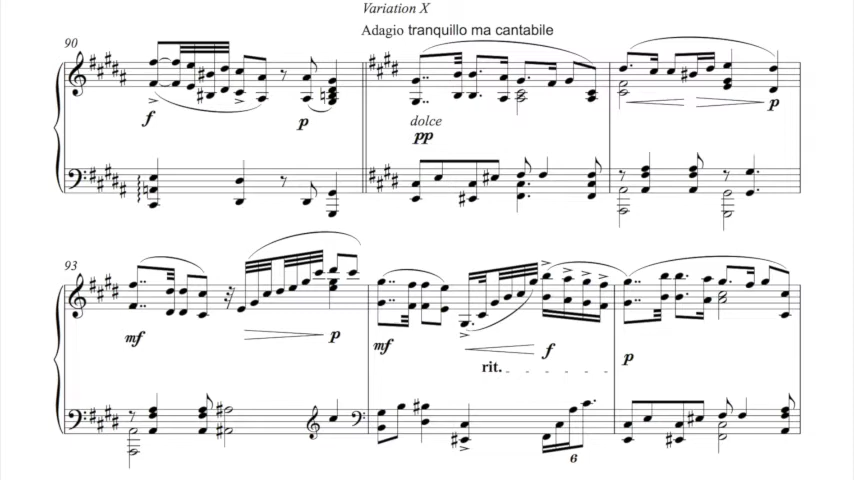 Variation X
Adagio tranquillo ma cantabile
90
f
p
dolce
pp
p
93
mf
p
mf
f
rit.
p
6